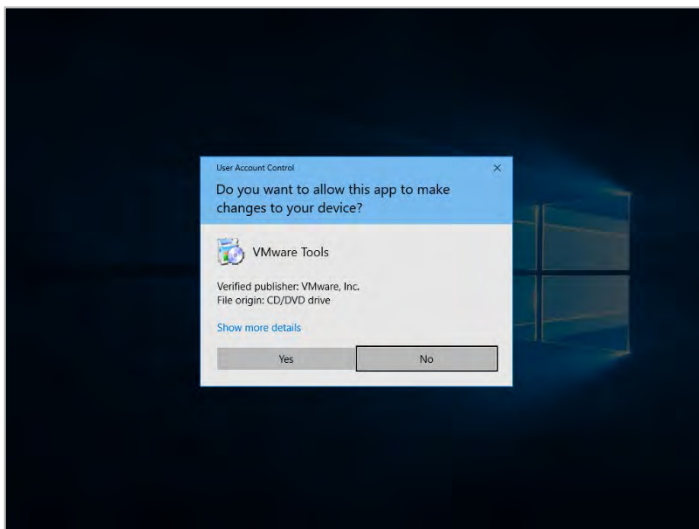 User Account Control
Do you want to allow this app to make
changes to your device?
VMware Tools
Verified publisher: VMware, Inc.
File origin: CD/DVD drive
Show more details
Yes No